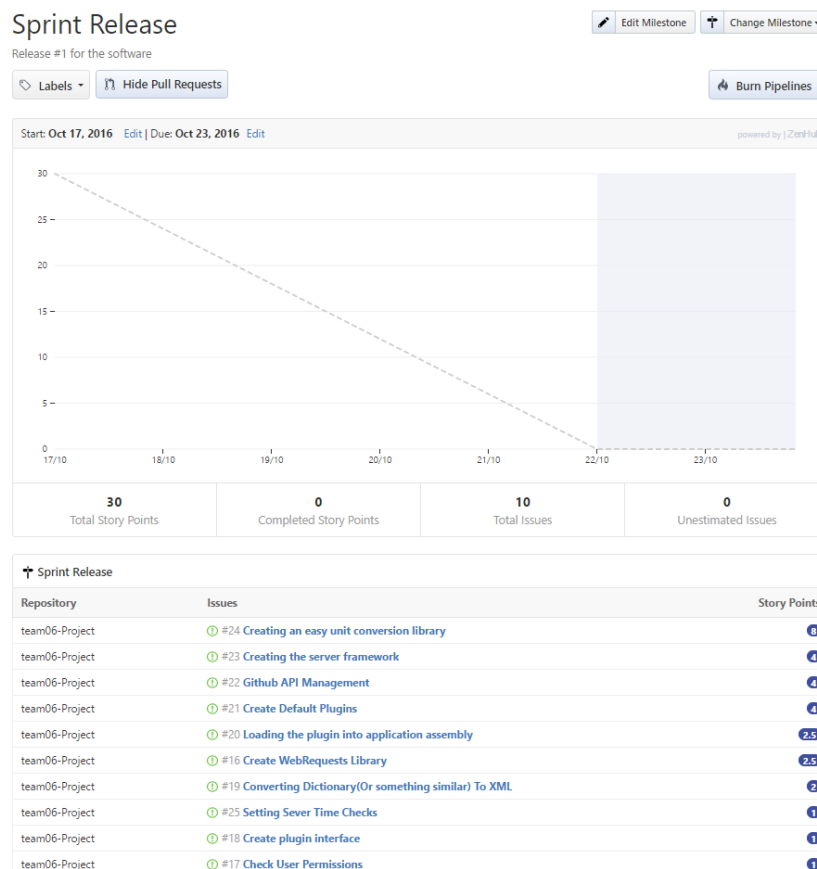 Sprint Release
Edit Milestone
Change Milestone
Release #1 for the software
Labels
Hide Pull Requests
Burn Pipelines
Start: Oct 17, 2016 Edit | Due: Oct 23, 2016 Edit
powered by | ZenHub
30
25
20
15
10
5
0
17/10 18/10 19/10 20/10 21/10 22/10 23/10
30 0 10 0
Total Story Points Completed Story Points Total Issues Unestimated Issues
Sprint Release
Repository Issues Story Points
team06-Project #24 Creating an easy unit conversion library 8
team06-Project #23 Creating the server framework 4
team06-Project #22 Github API Management 4
team06-Project #21 Create Default Plugins 4
team06-Project #20 Loading the plugin into application assembly 2.5
team06-Project #16 Create WebRequests Library 2.5
team06-Project #19 Converting Dictionary(Or something similar) To XML 2
team06-Project #25 Setting Sever Time Checks 1
team06-Project #18 Create plugin interface 1
team06-Project #17 Check User Permissions 1